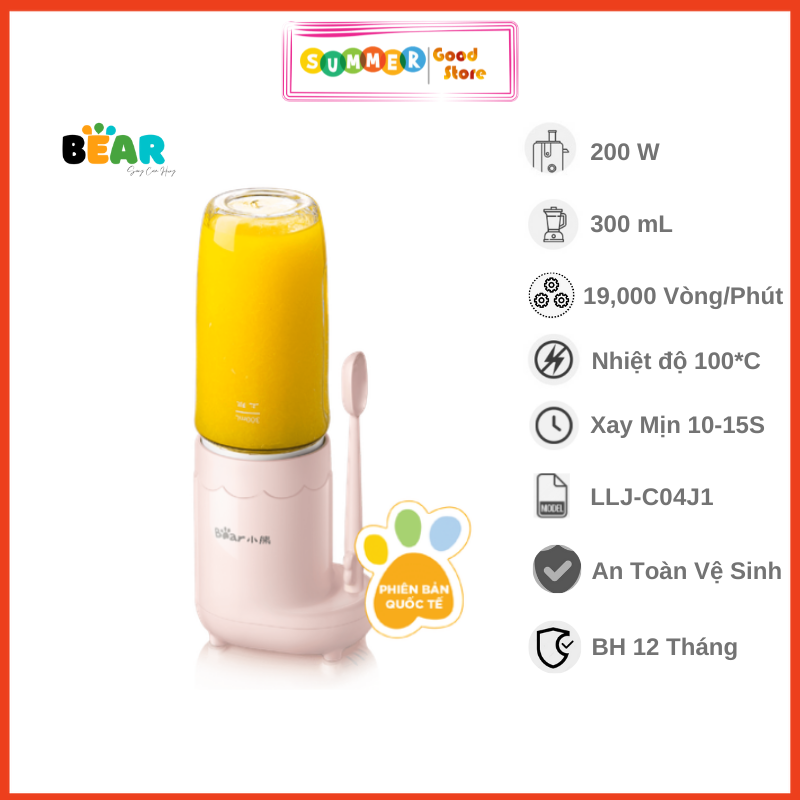 SUMMER
Good
Store
BEAR
200 W
300 mL
19,000 Vòng/Phút
Nhiệt độ 100*C
Xay Mịn 10-15S
MODEL
LLJ-C04J1
An Toàn Vệ Sinh
BH 12 Tháng
Bear小熊
PHIÊN BẢN
QUỐC TẾ